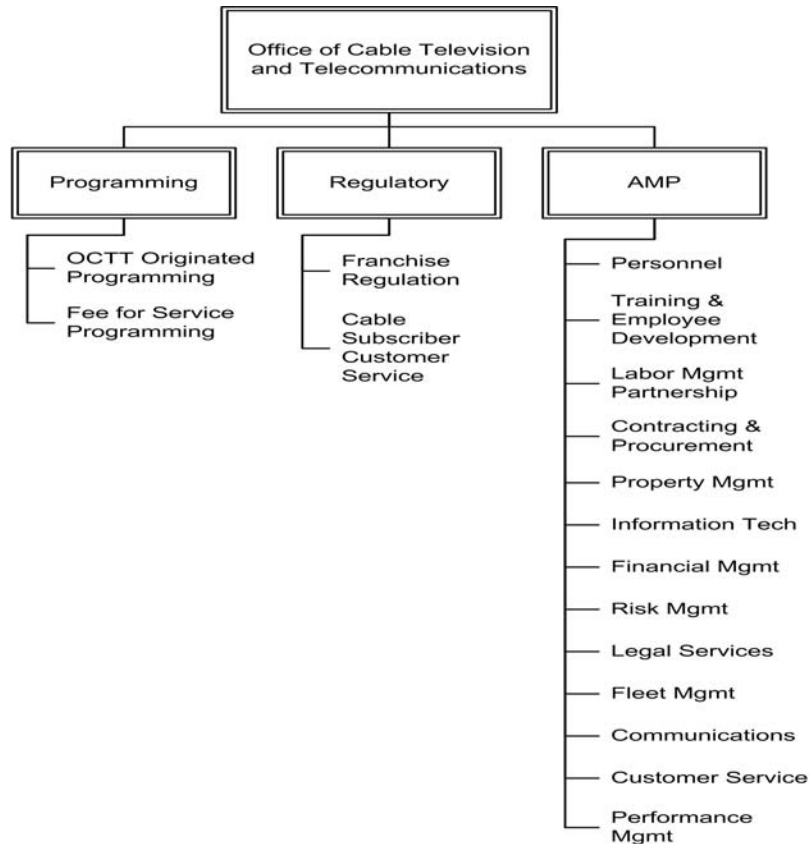 Office of Cable Television
and Telecommunications
Programming
Regulatory
AMP
OCTT Originated
Programming
Fee for Service
Programming
Franchise
Regulation
Cable
Subscriber
Customer
Service
Personnel
Training &
Employee
Development
Labor Mgmt
Partnership
Contracting &
Procurement
Property Mgmt
Information Tech
Financial Mgmt
Risk Mgmt
Legal Services
Fleet Mgmt
Communications
Customer Service
Performance
Mgmt